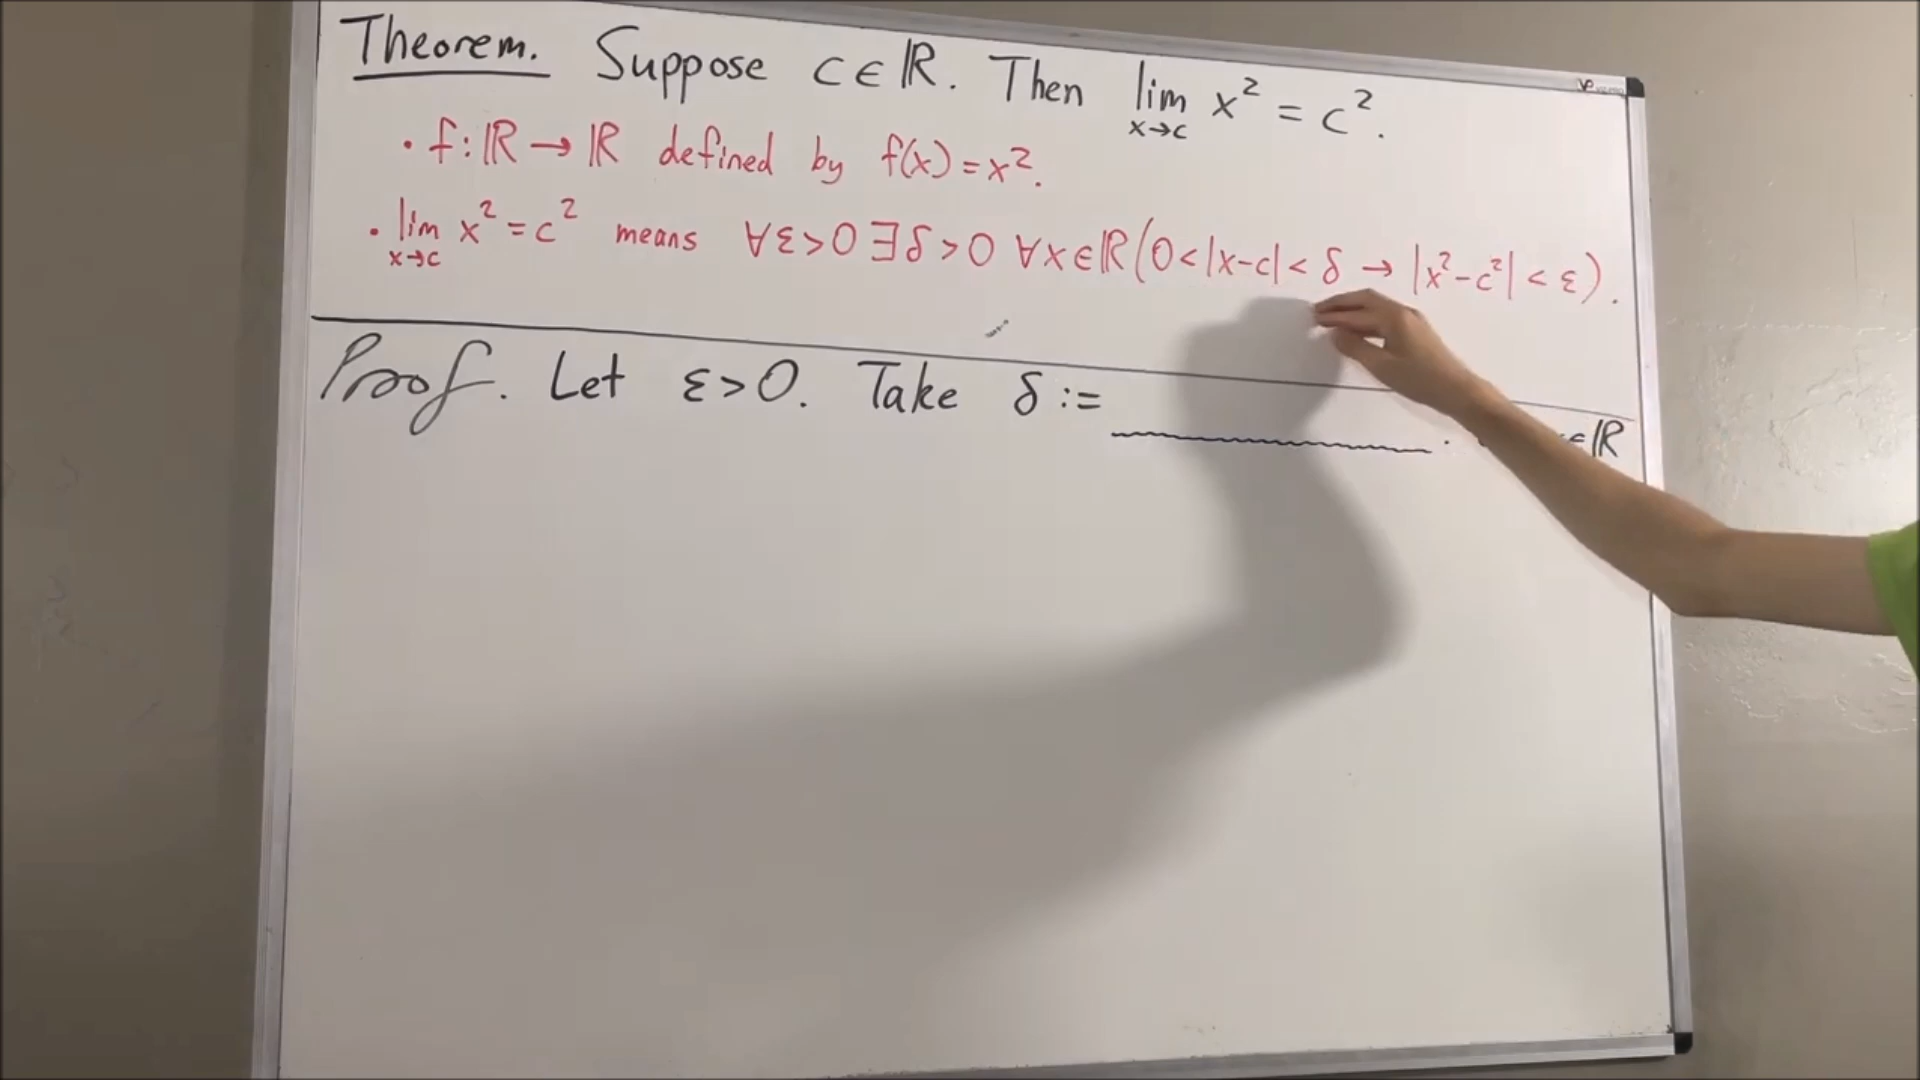 Theorem. Suppose c∈ℝ. Then lim x→c x² = c².
• f:ℝ→ℝ defined by f(x)=x².
• lim x→c x² = c² means ∀ε>0 ∃δ>0 ∀x∈ℝ(0<|x-c|<δ → |x²-c²|<ε).
Proof. Let ε>0. Take δ:= ______. ∈ℝ